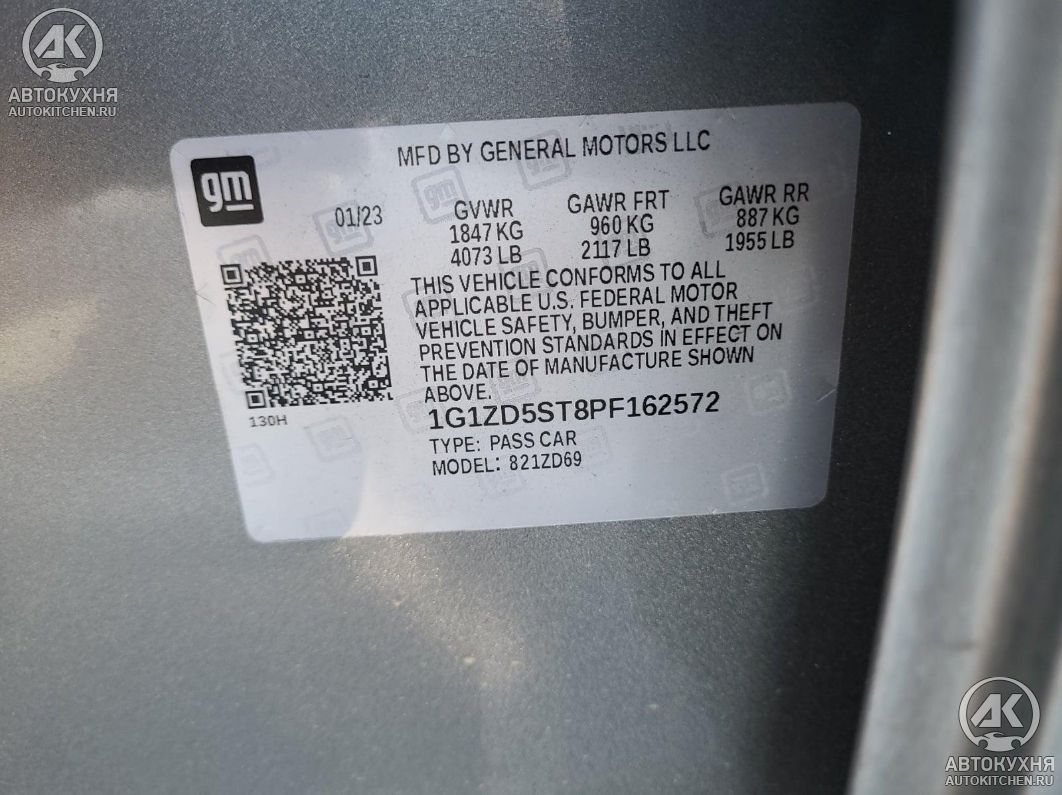 АК
АВТОКУХНЯ
AUTOKITCHEN.RU
gm
MFD BY GENERAL MOTORS LLC
01/23
GVWR
1847 KG
4073 LB
GAWR FRT
960 KG
2117 LB
GAWR RR
887 KG
1955 LB
THIS VEHICLE CONFORMS TO ALL
APPLICABLE U.S. FEDERAL MOTOR
VEHICLE SAFETY, BUMPER, AND THEFT
PREVENTION STANDARDS IN EFFECT ON
THE DATE OF MANUFACTURE SHOWN
ABOVE.
130H
1G1ZD5ST8PF162572
TYPE: PASS CAR
MODEL: 821ZD69
АК
АВТОКУХНЯ
AUTOKITCHEN.RU